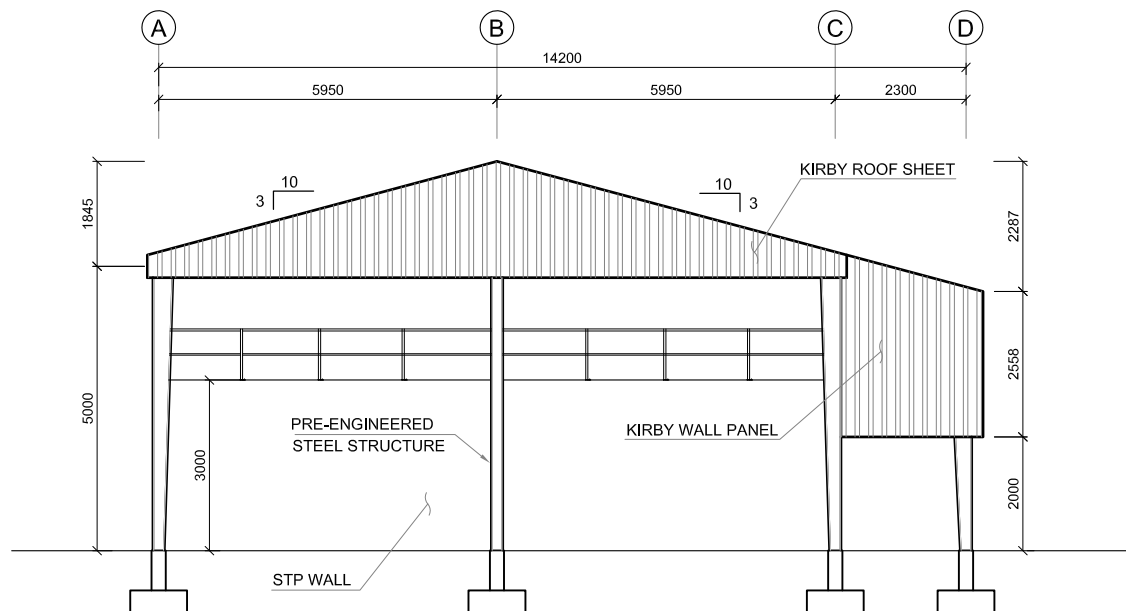 A
B
C
D
14200
5950
5950
2300
KIRBY ROOF SHEET
10
3
10
3
1845
2287
5000
2558
PRE-ENGINEERED
STEEL STRUCTURE
KIRBY WALL PANEL
3000
2000
STP WALL